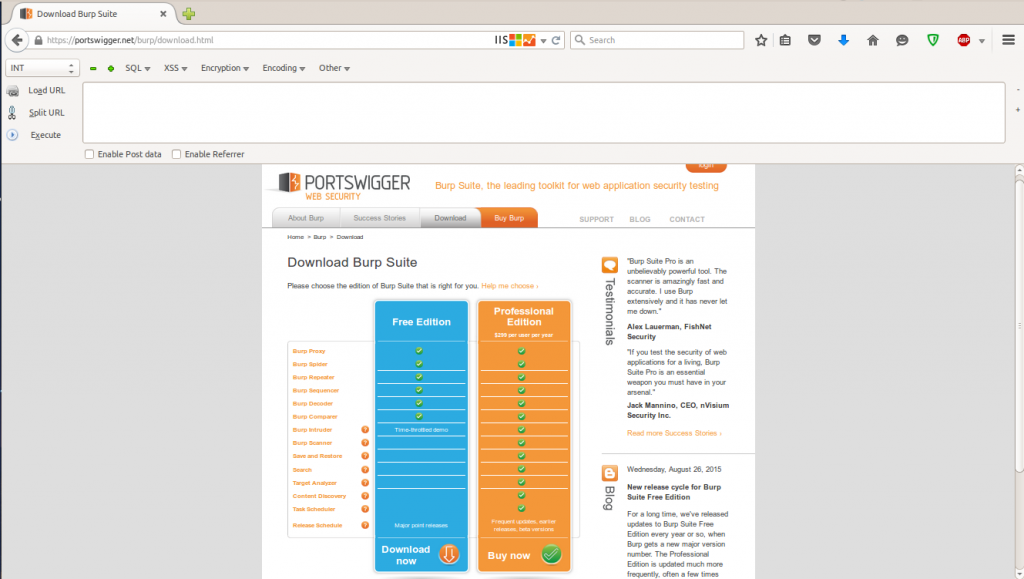 Download Burp Suite
https://portswigger.net/burp/download.html
IIS
Search
ABP
INT
SQL
XSS
Encryption
Encoding
Other
Load URL
Split URL
Execute
Enable Post data
Enable Referrer
login
PORTSWIGGER
WEB SECURITY
Burp Suite, the leading toolkit for web application security testing
About Burp
Success Stories
Download
Buy Burp
SUPPORT
BLOG
CONTACT
Home > Burp > Download
Download Burp Suite
Please choose the edition of Burp Suite that is right for you. Help me choose ›
Free Edition
Professional
Edition
$299 per user per year
Burp Proxy
Burp Spider
Burp Repeater
Burp Sequencer
Burp Decoder
Burp Comparer
Burp Intruder ? Time-throttled demo
Burp Scanner ?
Save and Restore ?
Search ?
Target Analyzer ?
Content Discovery ?
Task Scheduler ?
Release Schedule ? Major point releases
Frequent updates, earlier
releases, beta versions
Download
now
Buy now
Testimonials
"Burp Suite Pro is an
unbelievably powerful tool. The
scanner is amazingly fast and
accurate. I use Burp
extensively and it has never let
me down."
Alex Lauerman, FishNet
Security
"If you test the security of web
applications for a living, Burp
Suite Pro is an essential
weapon you must have in your
arsenal."
Jack Mannino, CEO, nVisium
Security Inc.
Read more Success Stories ›
Blog
Wednesday, August 26, 2015
New release cycle for Burp
Suite Free Edition
For a long time, we've released
updates to Burp Suite Free
Edition every year or so, when
Burp gets a new major version
number. The Professional
Edition is updated much more
frequently, often a few times